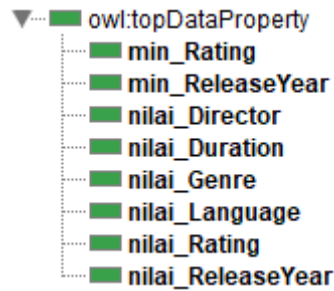 owl:topDataProperty
min_Rating
min_ReleaseYear
nilai_Director
nilai_Duration
nilai_Genre
nilai_Language
nilai_Rating
nilai_ReleaseYear